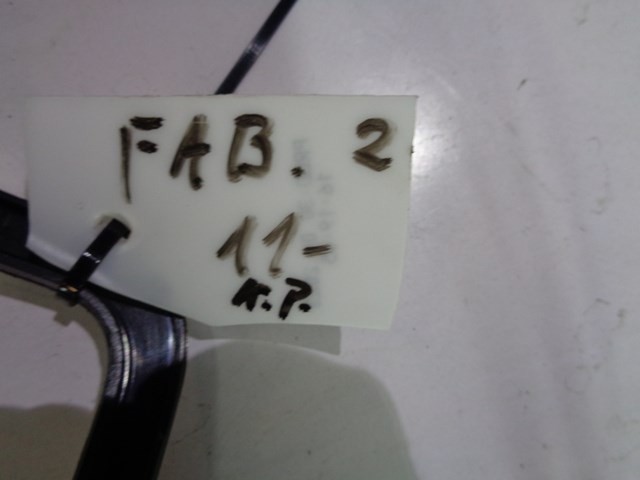 FAB. 2
11-
K.P.